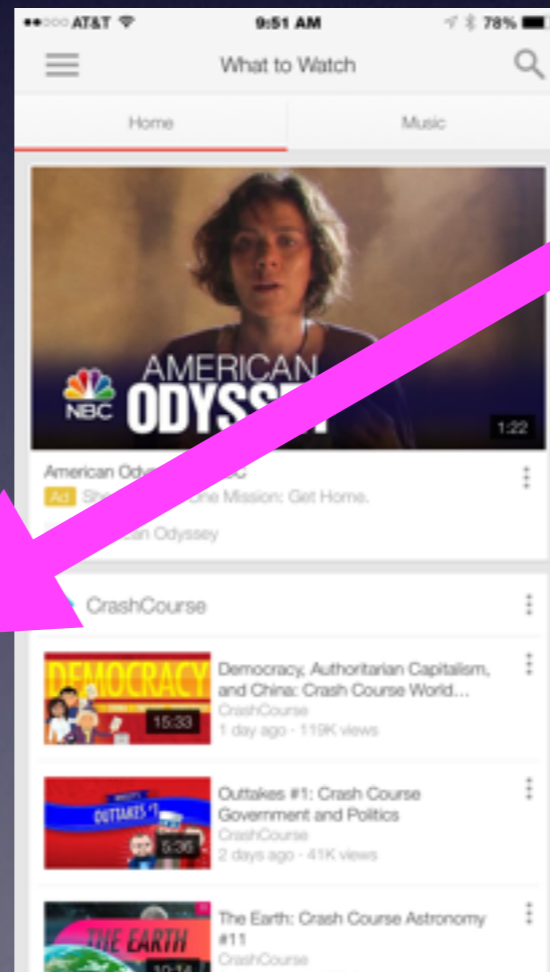 AT&T
9:51 AM
78%
What to Watch
Home
Music
AMERICAN
NBC
1:22
American
Ad
One Mission: Get Home.
Odyssey
CrashCourse
DEMOCRACY
15:33
Democracy, Authoritarian Capitalism,
and China: Crash Course World...
CrashCourse
1 day ago · 119K views
OUTTAKES #1
5:36
Outtakes #1: Crash Course
Government and Politics
CrashCourse
2 days ago · 41K views
THE EARTH
10:14
The Earth: Crash Course Astronomy
#11
CrashCourse